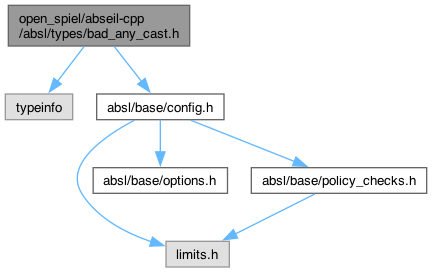 open_spiel/abseil-cpp
/absl/types/bad_any_cast.h
typeinfo
absl/base/config.h
absl/base/options.h
absl/base/policy_checks.h
limits.h